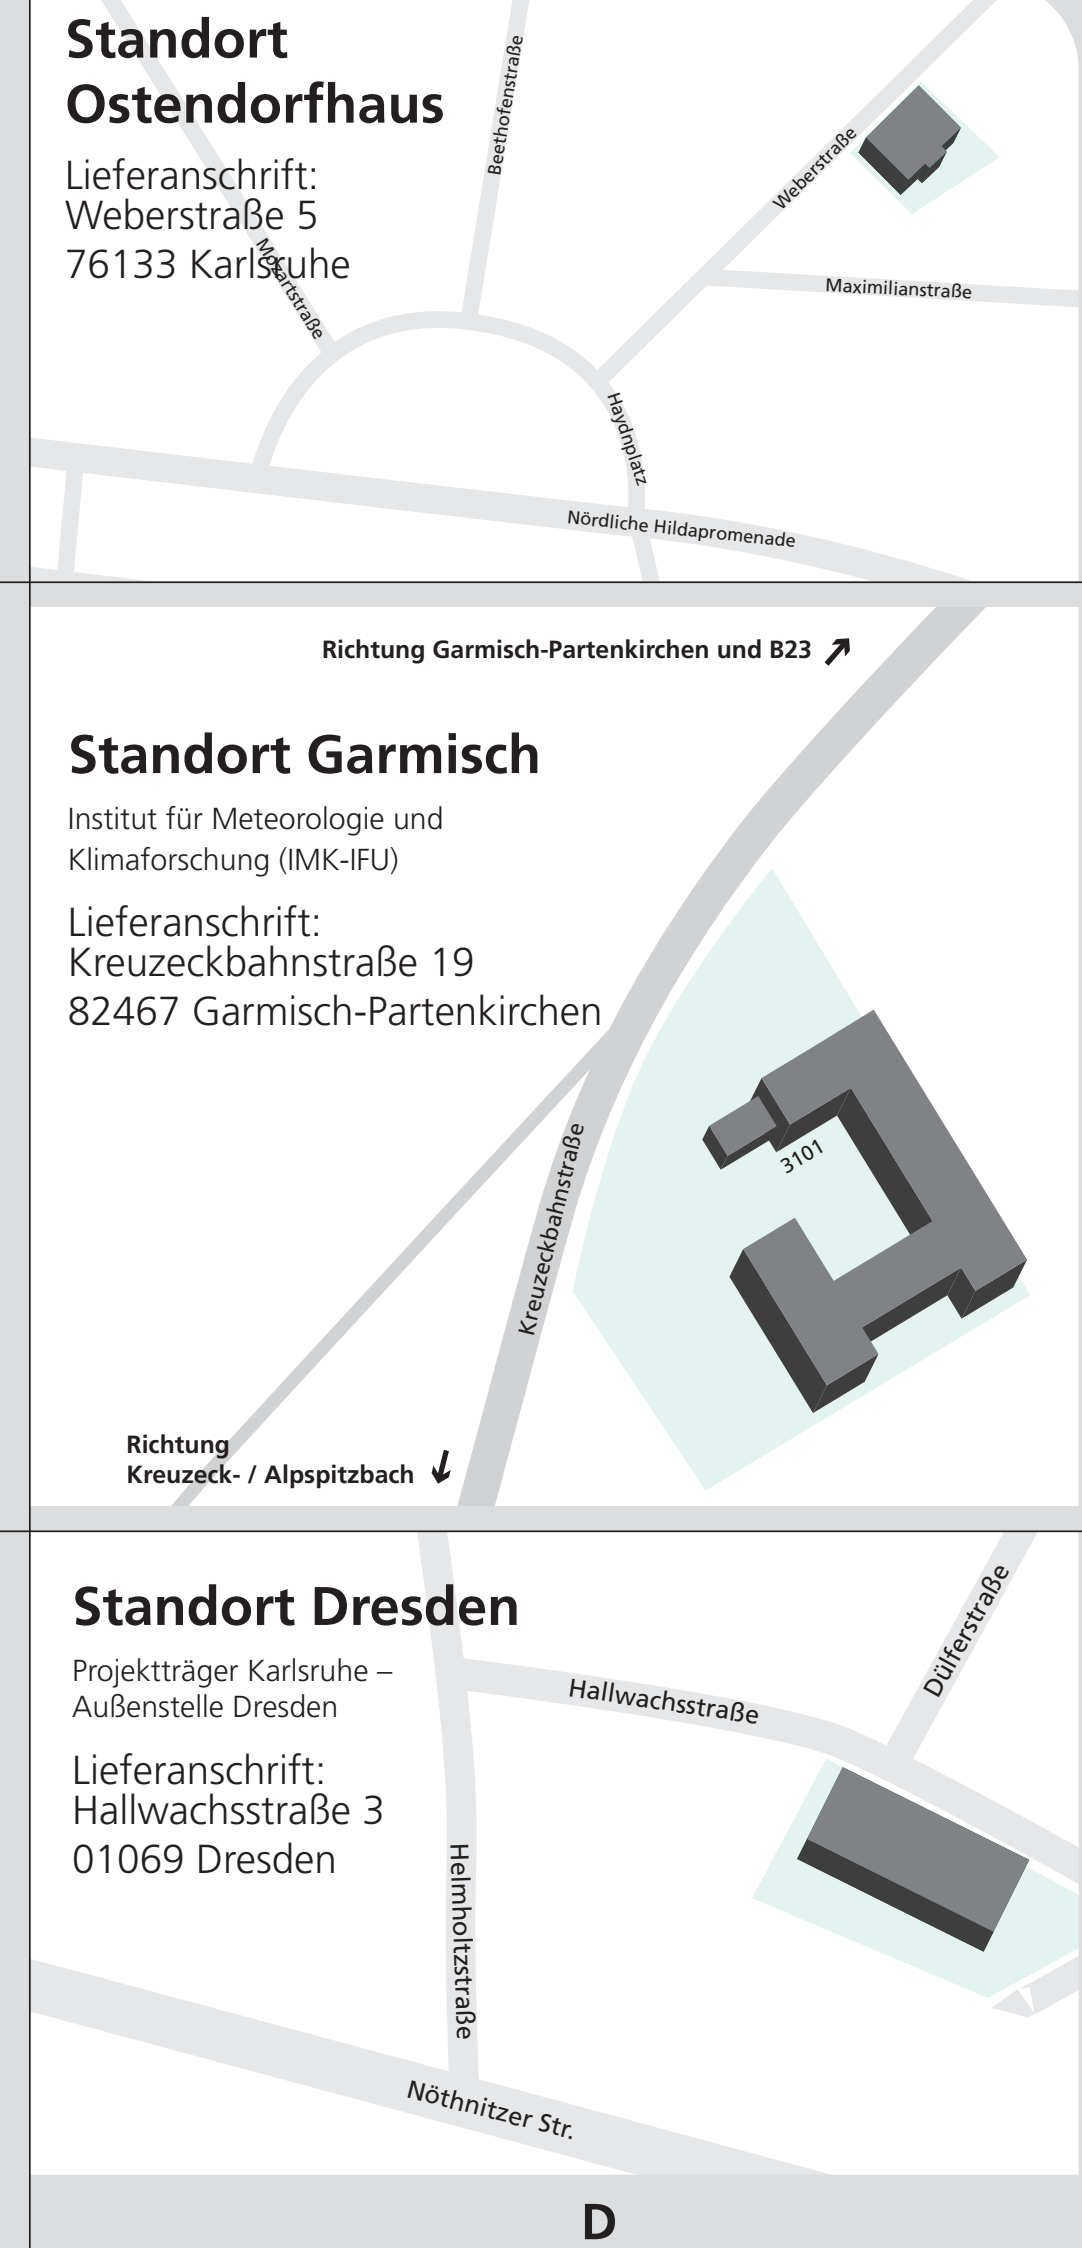 Standort
Ostendorfhaus
Lieferanschrift:
Weberstraße 5
76133 Karlsruhe
Mozartstraße
Beethofenstraße
Weberstraße
Maximilianstraße
Haydnplatz
Nördliche Hildapromenade
Richtung Garmisch-Partenkirchen und B23
Standort Garmisch
Institut für Meteorologie und
Klimaforschung (IMK-IFU)
Lieferanschrift:
Kreuzeckbahnstraße 19
82467 Garmisch-Partenkirchen
Kreuzeckbahnstraße
3101
Richtung
Kreuzeck- / Alpspitzbach
Standort Dresden
Projektträger Karlsruhe –
Außenstelle Dresden
Lieferanschrift:
Hallwachsstraße 3
01069 Dresden
Hallwachsstraße
Dülferstraße
Helmholtzstraße
Nöthnitzer Str.
D